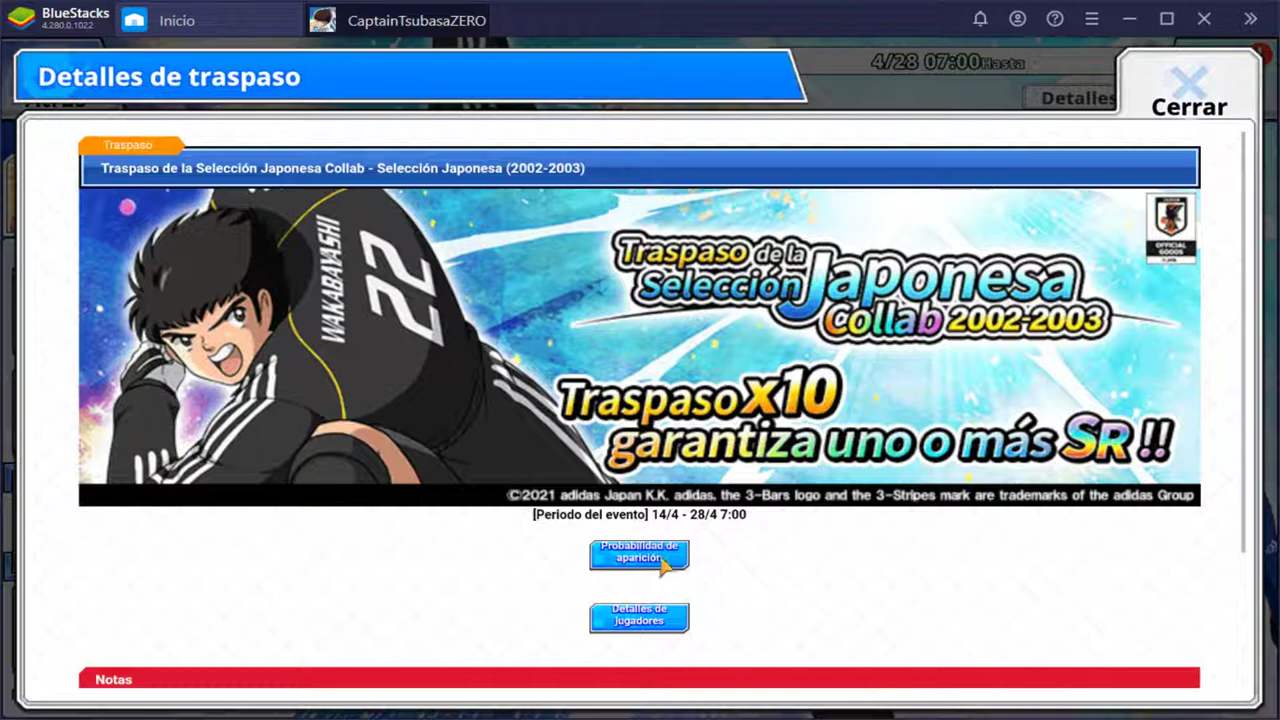 BlueStacks
4.280.0.1022
Inicio
CaptainTsubasaZERO
Detalles de traspaso
4/28 07:00Hasta
Detalles
Cerrar
Traspaso
Traspaso de la Selección Japonesa Collab - Selección Japonesa (2002-2003)
WAKABAYASHI
22
JAPAN
OFFICIAL
GOODS
Traspaso de la
Selección Japonesa
Collab 2002-2003
Traspaso x10
garantiza uno o más SR !!
©2021 adidas Japan K.K. adidas, the 3-Bars logo and the 3-Stripes mark are trademarks of the adidas Group
[Periodo del evento] 14/4 - 28/4 7:00
Probabilidad de
aparición
Detalles de
jugadores
Notas